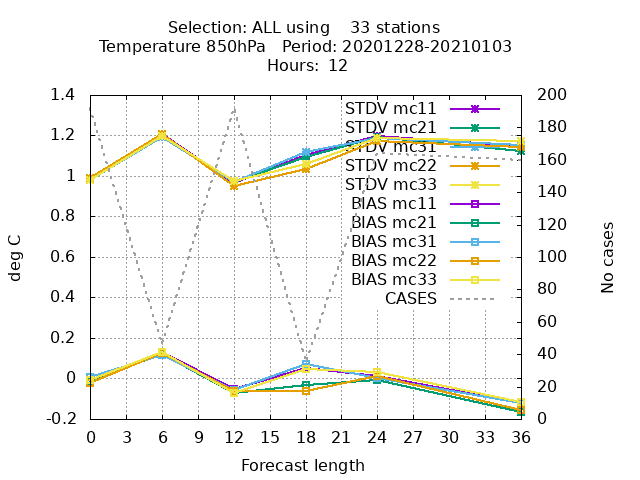 Selection: ALL using 33 stations
Temperature 850hPa Period: 20201228-20210103
Hours: 12
1.4
1.2
1
0.8
0.6
0.4
0.2
0
-0.2
deg C
200
180
160
140
120
100
80
60
40
20
0
No cases
STDV mc11
STDV mc21
STDV mc31
STDV mc22
STDV mc33
BIAS mc11
BIAS mc21
BIAS mc31
BIAS mc22
BIAS mc33
CASES
0 3 6 9 12 15 18 21 24 27 30 33 36
Forecast length